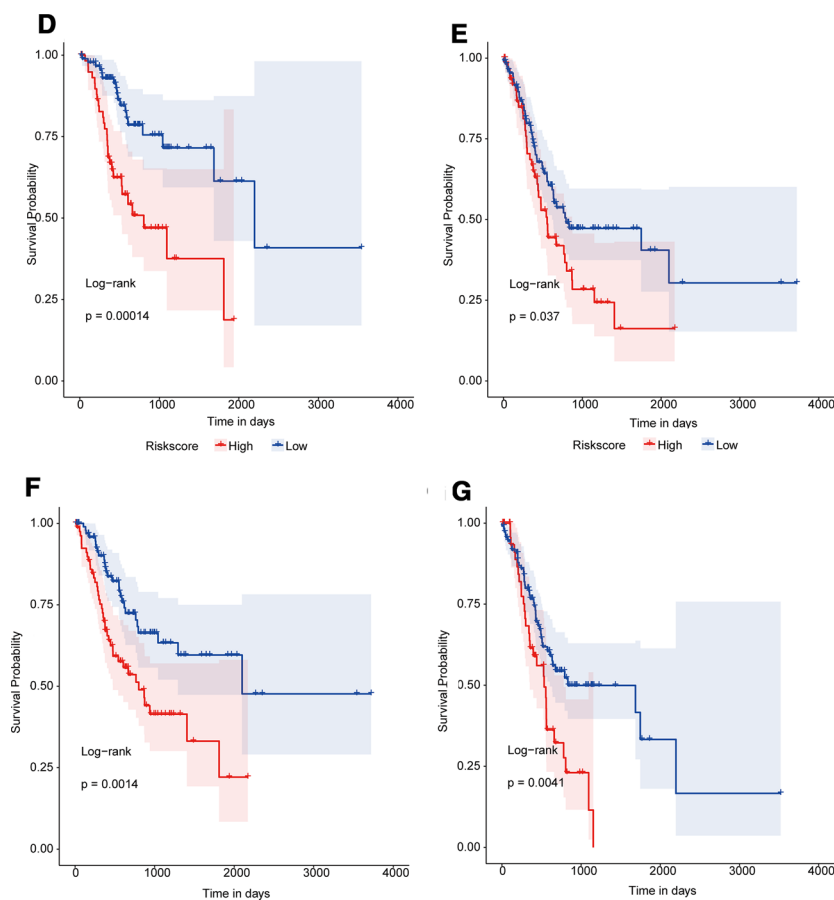 D
Survival Probability
1.00
0.75
0.50
0.25
0.00
Log-rank
p = 0.00014
0 1000 2000 3000 4000
Time in days
Riskscore High Low
E
Survival Probability
1.00
0.75
0.50
0.25
0.00
Log-rank
p = 0.037
0 1000 2000 3000 4000
Time in days
Riskscore High Low
F
Survival Probability
1.00
0.75
0.50
0.25
0.00
Log-rank
p = 0.0014
0 1000 2000 3000 4000
Time in days
G
Survival Probability
1.00
0.75
0.50
0.25
0.00
Log-rank
p = 0.0041
0 1000 2000 3000 4000
Time in days